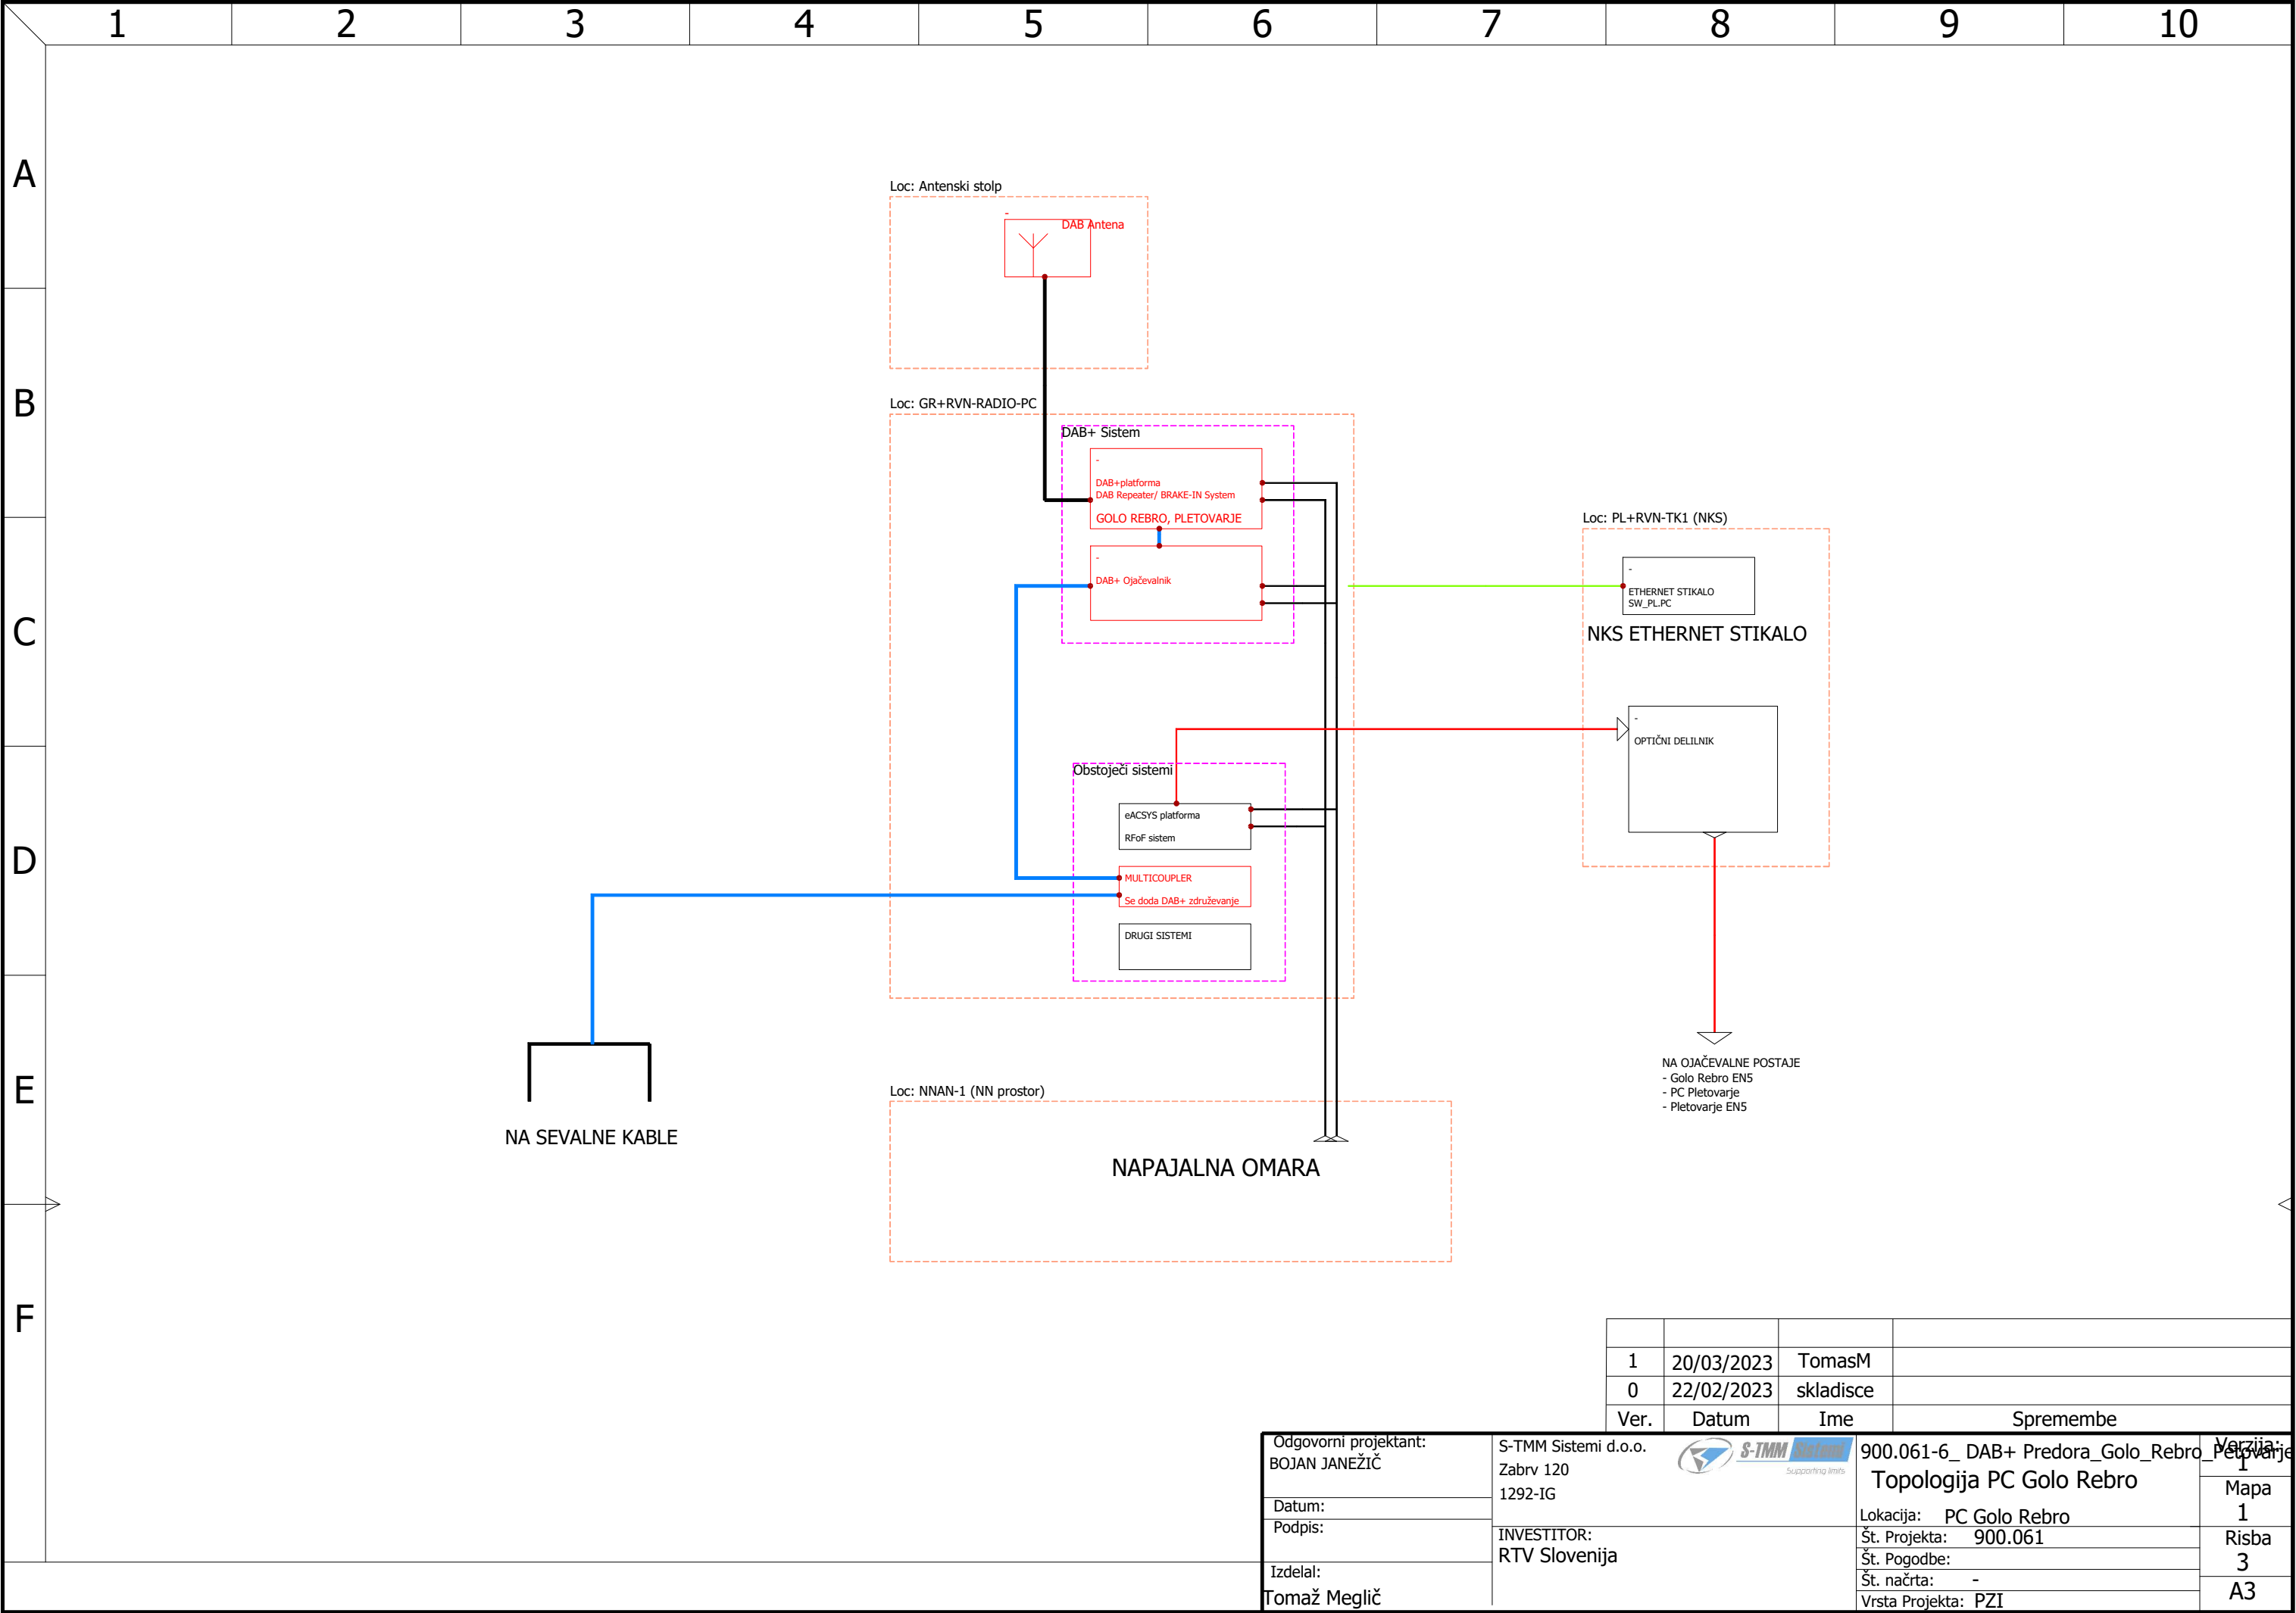 1 2 3 4 5 6 7 8 9 10
A
B
C
D
E
F
Loc: Antenski stolp
-
DAB Antena
Loc: GR+RVN-RADIO-PC
DAB+ Sistem
-
DAB+platforma
DAB Repeater/ BRAKE-IN System
GOLO REBRO, PLETOVARJE
-
DAB+ Ojačevalnik
Loc: PL+RVN-TK1 (NKS)
-
ETHERNET STIKALO
SW_PL.PC
NKS ETHERNET STIKALO
-
OPTIČNI DELILNIK
Obstoječi sistemi
eACSYS platforma
RFoF sistem
MULTICOUPLER
Se doda DAB+ združevanje
DRUGI SISTEMI
NA OJAČEVALNE POSTAJE
- Golo Rebro EN5
- PC Pletovarje
- Pletovarje EN5
NA SEVALNE KABLE
Loc: NNAN-1 (NN prostor)
NAPAJALNA OMARA
1 20/03/2023 TomasM
0 22/02/2023 skladisce
Ver. Datum Ime Spremembe
Odgovorni projektant:
BOJAN JANEŽIČ
Datum:
Podpis:
Izdelal:
Tomaž Meglič
S-TMM Sistemi d.o.o.
Zabrv 120
1292-IG
S-TMM Sistemi
Supporting limits
INVESTITOR:
RTV Slovenija
900.061-6_ DAB+ Predora_Golo_Rebro_Petovarje
Topologija PC Golo Rebro
Lokacija: PC Golo Rebro
Št. Projekta: 900.061
Št. Pogodbe:
Št. načrta: -
Vrsta Projekta: PZI
Verzija:
1
Mapa
1
Risba
3
A3